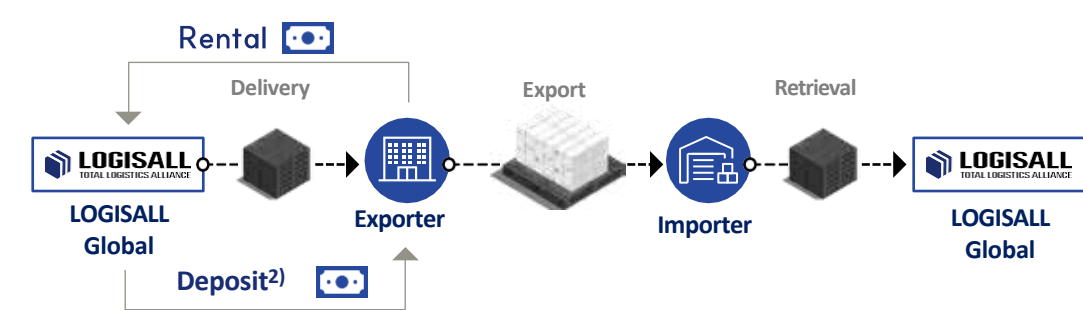 Rental
Delivery
Export
Retrieval
LOGISALL
TOTAL LOGISTICS ALLIANCE
LOGISALL
TOTAL LOGISTICS ALLIANCE
LOGISALL
Global
Exporter
Importer
LOGISALL
Global
Deposit2)